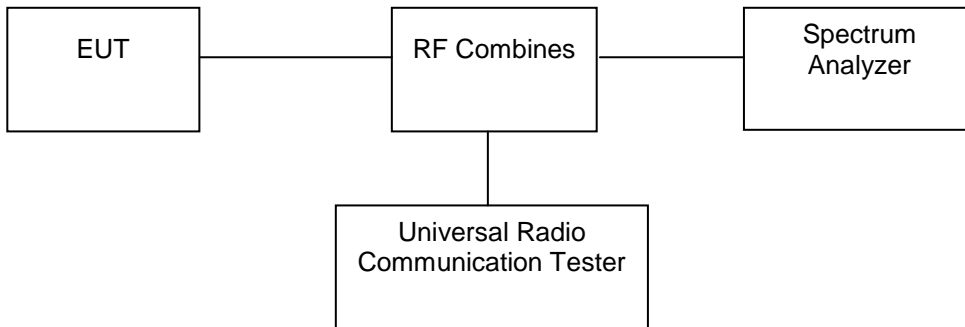 EUT
RF Combines
Spectrum
Analyzer
Universal Radio
Communication Tester